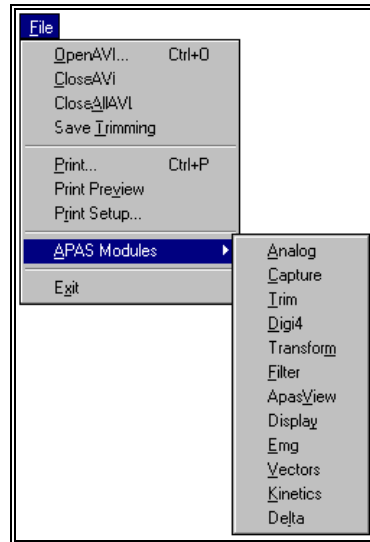 File
OpenAVI... Ctrl+O
CloseAVI
CloseAllAVI
Save Trimming
Print... Ctrl+P
Print Preview
Print Setup...
APAS Modules
Exit
Analog
Capture
Trim
Digi4
Transform
Filter
ApasView
Display
Emg
Vectors
Kinetics
Delta